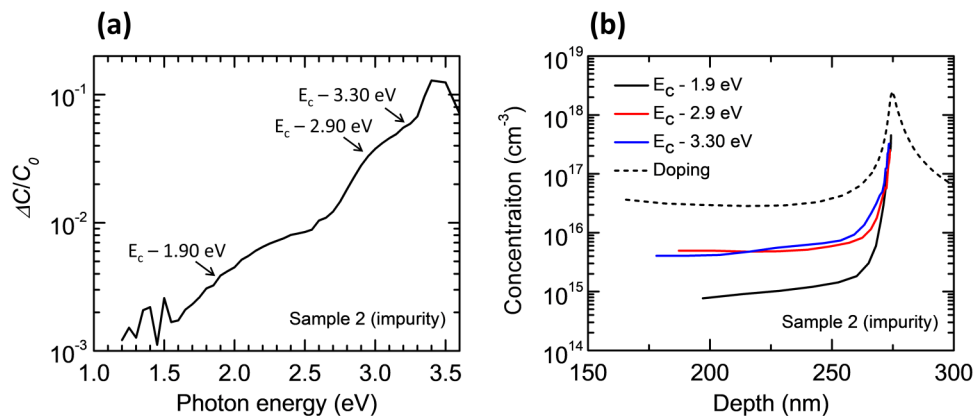 (a)
10^-1
10^-2
10^-3
ΔC/C0
E_c – 3.30 eV
E_c – 2.90 eV
E_c – 1.90 eV
Sample 2 (impurity)
1.0 1.5 2.0 2.5 3.0 3.5
Photon energy (eV)
(b)
10^19
10^18
10^17
10^16
10^15
10^14
Concentraiton (cm^-3)
E_C - 1.9 eV
E_C - 2.9 eV
E_C - 3.30 eV
Doping
Sample 2 (impurity)
150 200 250 300
Depth (nm)